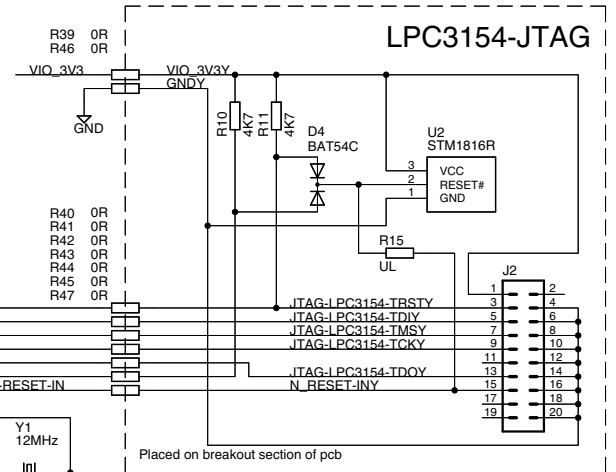 LPC3154-JTAG
R39 0R
R46 0R
VIO_3V3
VIO_3V3Y
GNDY
GND
R10
4K7
R11
4K7
D4
BAT54C
U2
STM1816R
3 VCC
2 RESET#
1 GND
R40 0R
R41 0R
R42 0R
R43 0R
R44 0R
R45 0R
R47 0R
R15
UL
J2
1 2
JTAG-LPC3154-TRSTY 3 4
JTAG-LPC3154-TDIY 5 6
JTAG-LPC3154-TMSY 7 8
JTAG-LPC3154-TCKY 9 10
11 12
JTAG-LPC3154-TDOY 13 14
-RESET-IN N_RESET-INY 15 16
17 18
19 20
Y1
12MHz
Placed on breakout section of pcb